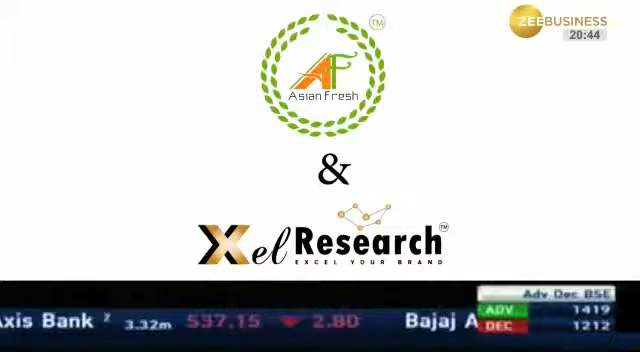 ZEEBUSINESS
20:44
TM
AF
Asian Fresh
&
Xel Research TM
EXCEL YOUR BRAND
Adv Dec BSE
ADV 1419
DEC 1212
Axis Bank 3.32m 537.15 2.80 Bajaj A